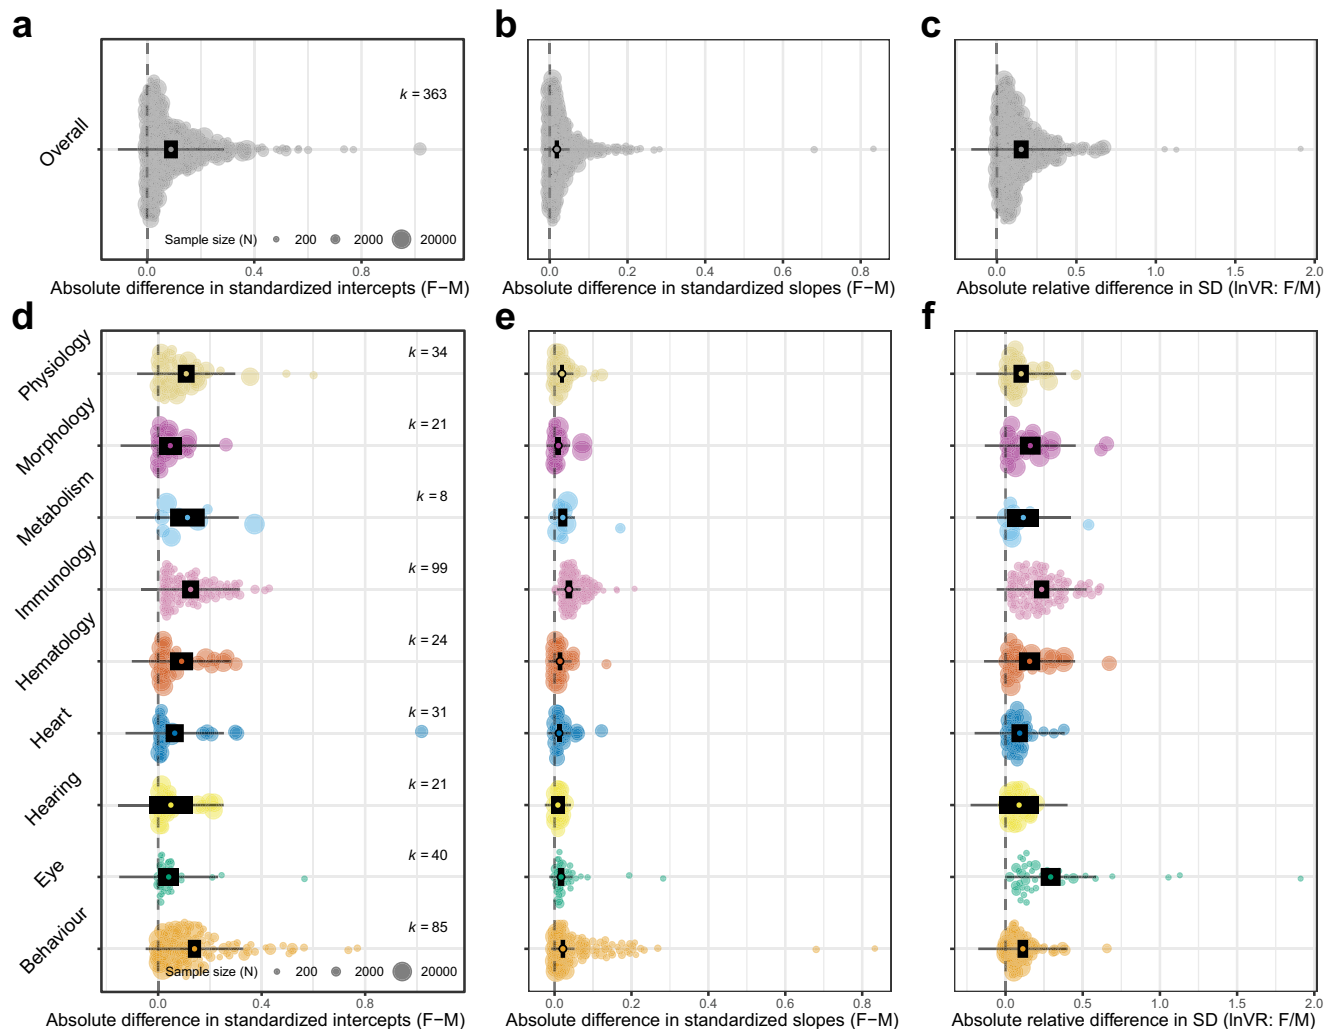 a
b
c
Overall
k = 363
Sample size (N) 200 2000 20000
0.0 0.4 0.8
0.0 0.2 0.4 0.6 0.8
0.0 0.5 1.0 1.5 2.0
Absolute difference in standardized intercepts (F−M)
Absolute difference in standardized slopes (F−M)
Absolute relative difference in SD (lnVR: F/M)
d
e
f
Physiology
k = 34
Morphology
k = 21
Metabolism
k = 8
Immunology
k = 99
Hematology
k = 24
Heart
k = 31
Hearing
k = 21
Eye
k = 40
Behaviour
k = 85
Sample size (N) 200 2000 20000
0.0 0.4 0.8
0.0 0.2 0.4 0.6 0.8
0.0 0.5 1.0 1.5 2.0
Absolute difference in standardized intercepts (F−M)
Absolute difference in standardized slopes (F−M)
Absolute relative difference in SD (lnVR: F/M)